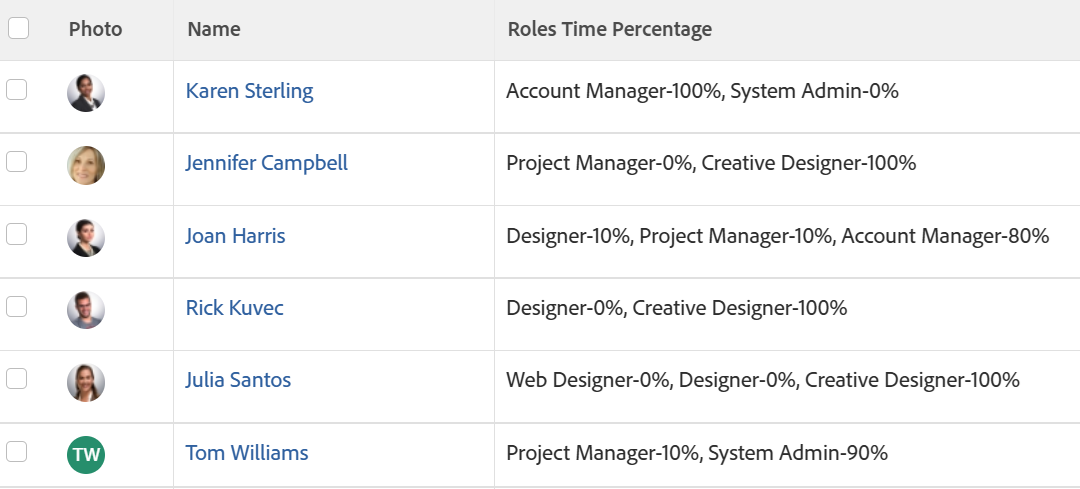 Photo Name Roles Time Percentage
Karen Sterling Account Manager-100%, System Admin-0%
Jennifer Campbell Project Manager-0%, Creative Designer-100%
Joan Harris Designer-10%, Project Manager-10%, Account Manager-80%
Rick Kuvec Designer-0%, Creative Designer-100%
Julia Santos Web Designer-0%, Designer-0%, Creative Designer-100%
TW Tom Williams Project Manager-10%, System Admin-90%